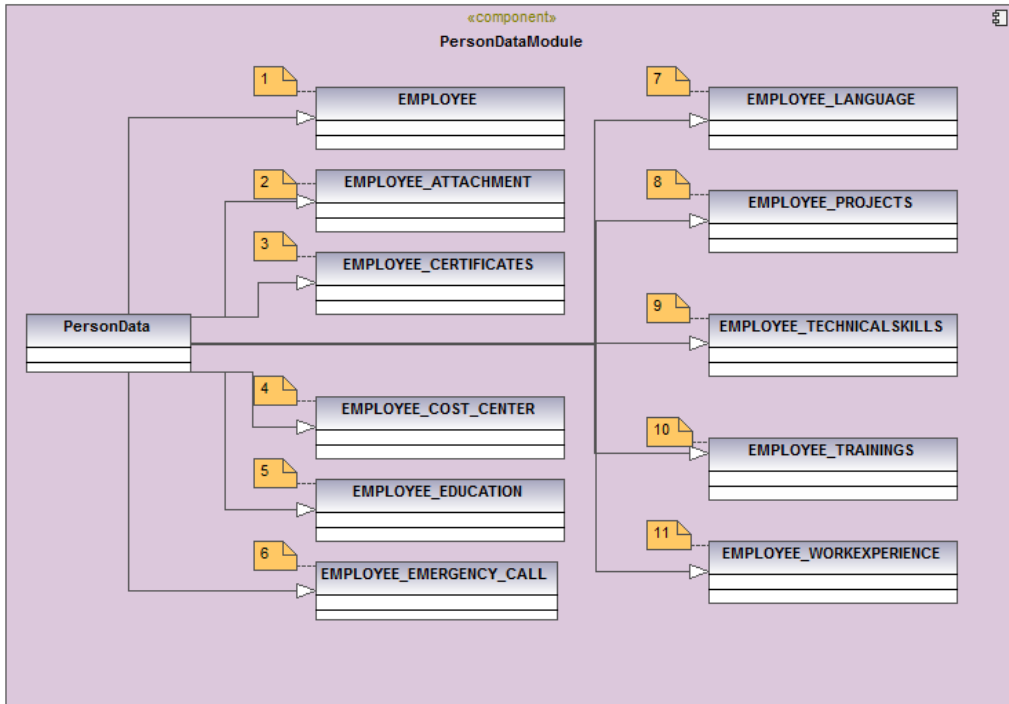 «component»
PersonDataModule
1
EMPLOYEE
2
EMPLOYEE_ATTACHMENT
3
EMPLOYEE_CERTIFICATES
PersonData
4
EMPLOYEE_COST_CENTER
5
EMPLOYEE_EDUCATION
6
EMPLOYEE_EMERGENCY_CALL
7
EMPLOYEE_LANGUAGE
8
EMPLOYEE_PROJECTS
9
EMPLOYEE_TECHNICALSKILLS
10
EMPLOYEE_TRAININGS
11
EMPLOYEE_WORKEXPERIENCE